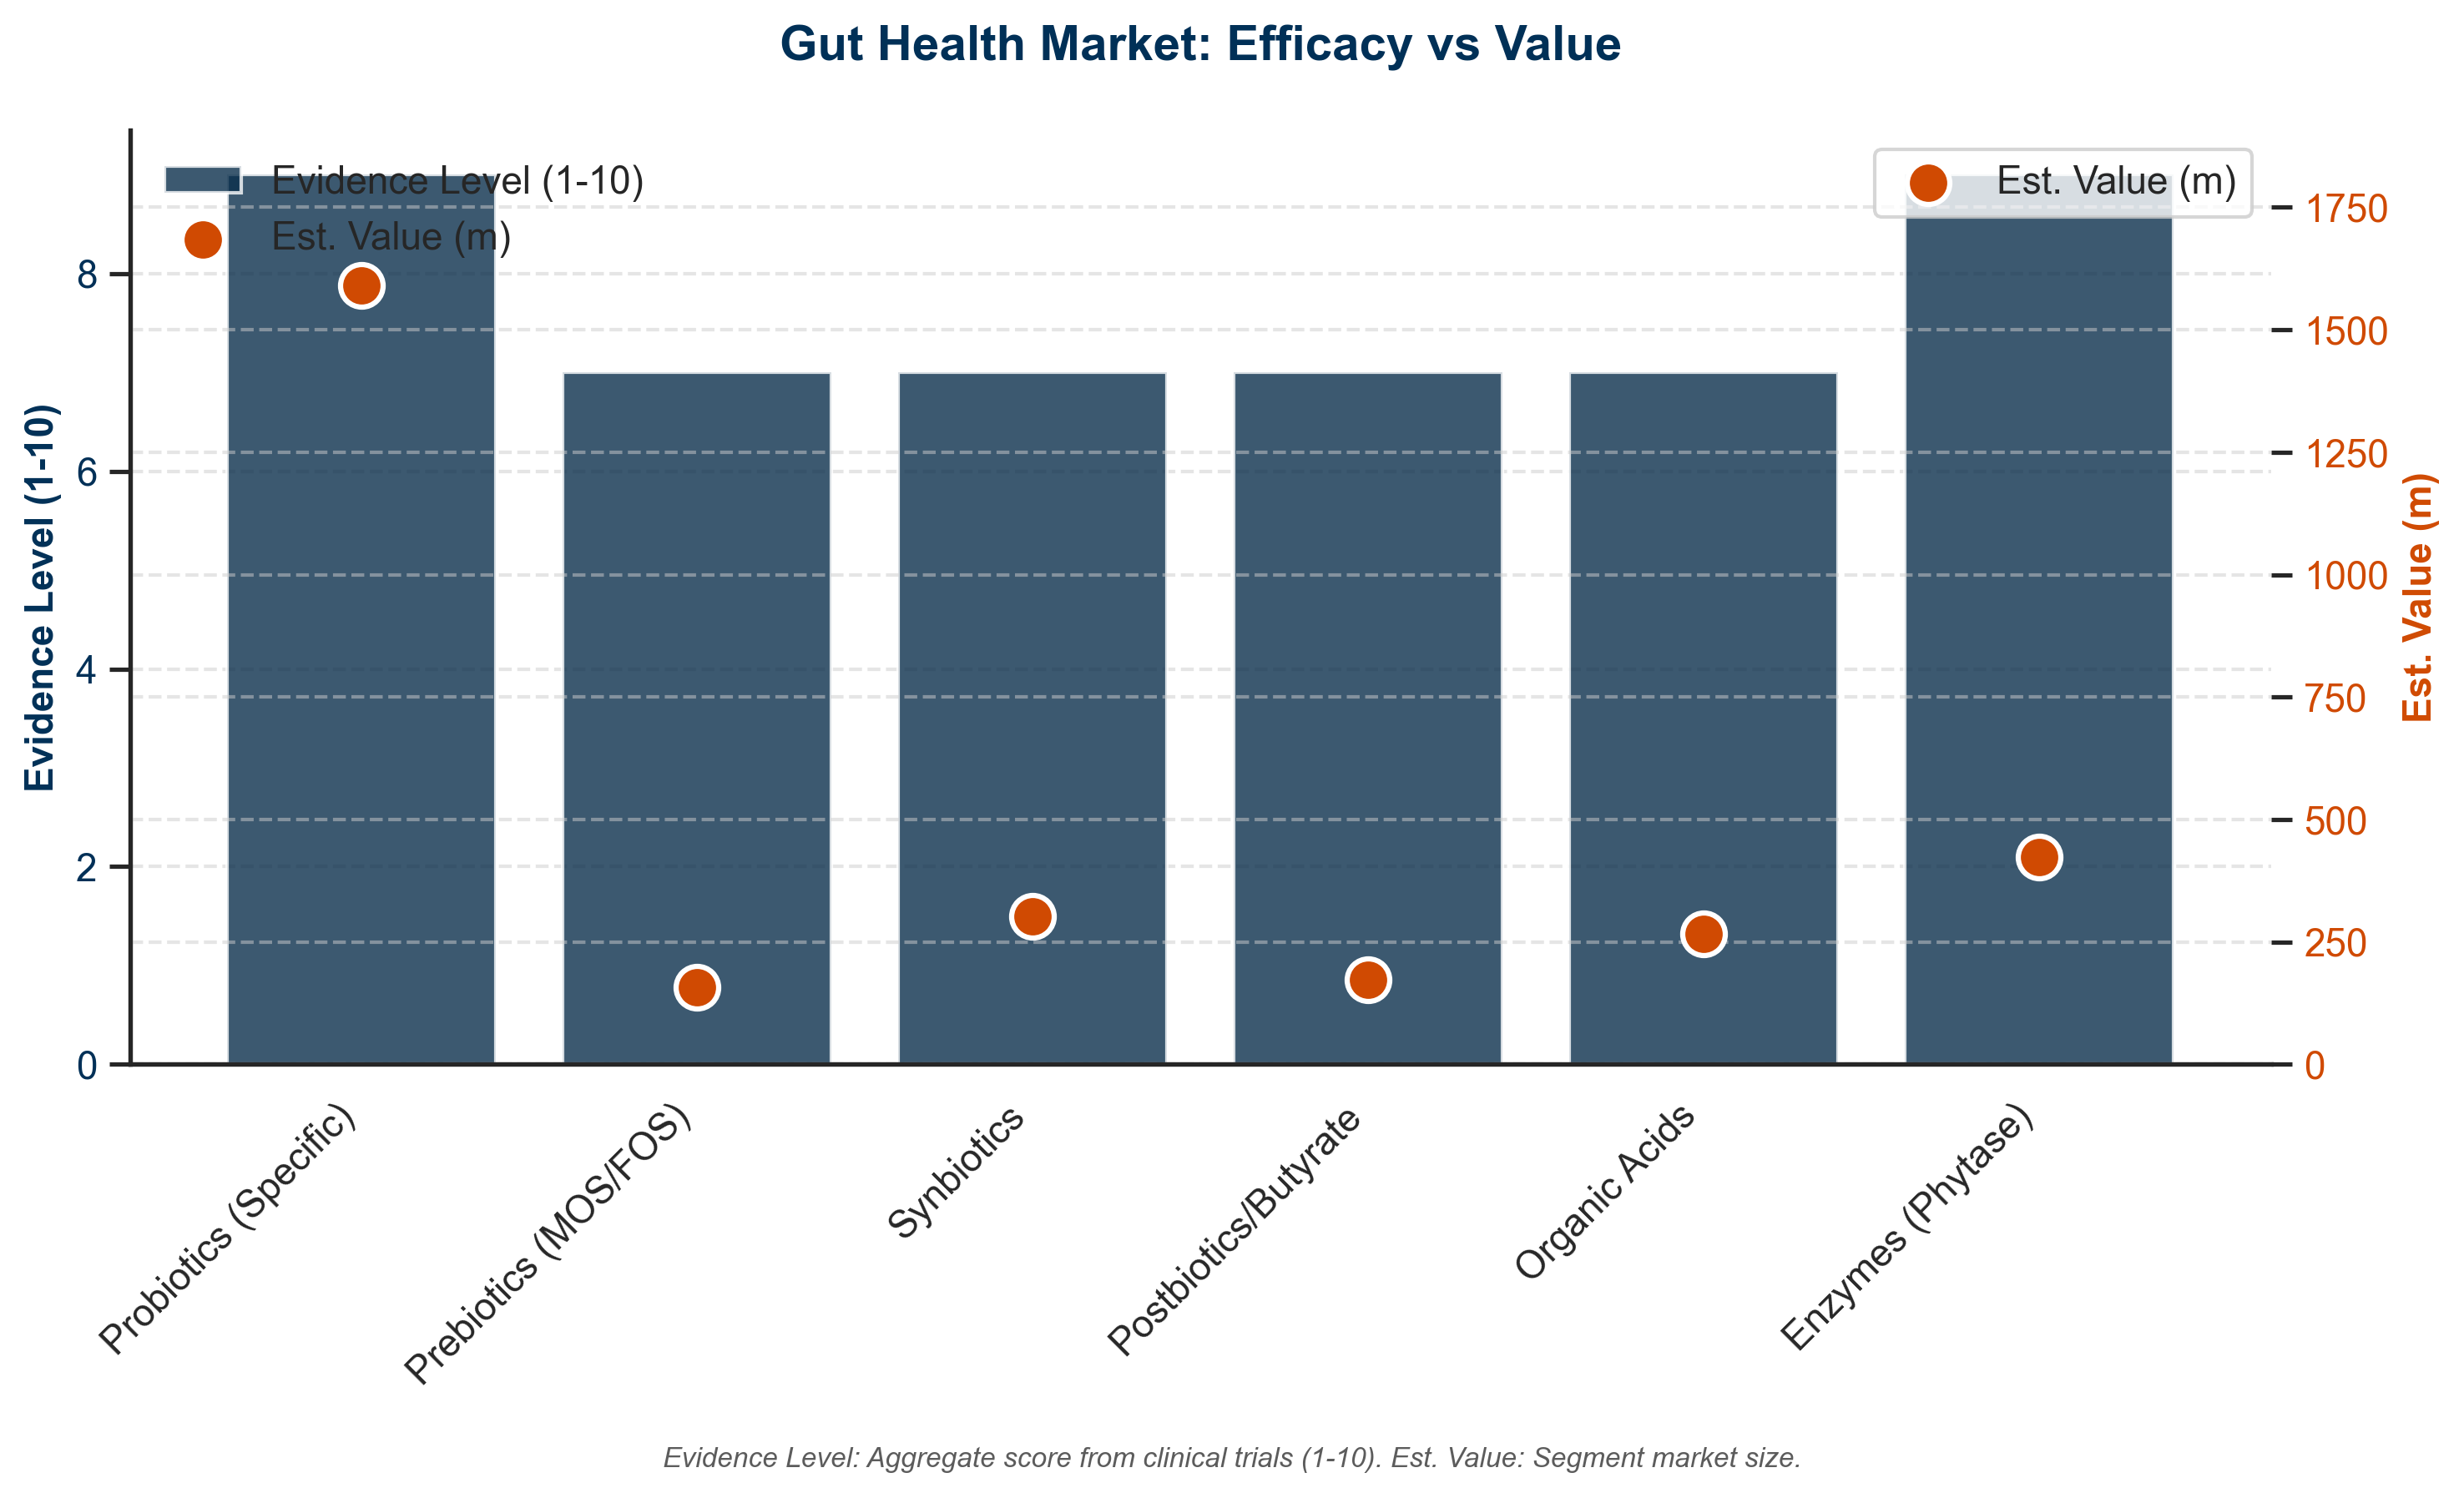 Gut Health Market: Efficacy vs Value
Evidence Level (1-10)
Est. Value (m)
Est. Value (m)
Evidence Level (1-10)
8
6
4
2
0
1750
1500
1250
1000
750
500
250
0
Est. Value (m)
Probiotics (Specific)
Prebiotics (MOS/FOS)
Synbiotics
Postbiotics/Butyrate
Organic Acids
Enzymes (Phytase)
Evidence Level: Aggregate score from clinical trials (1-10). Est. Value: Segment market size.